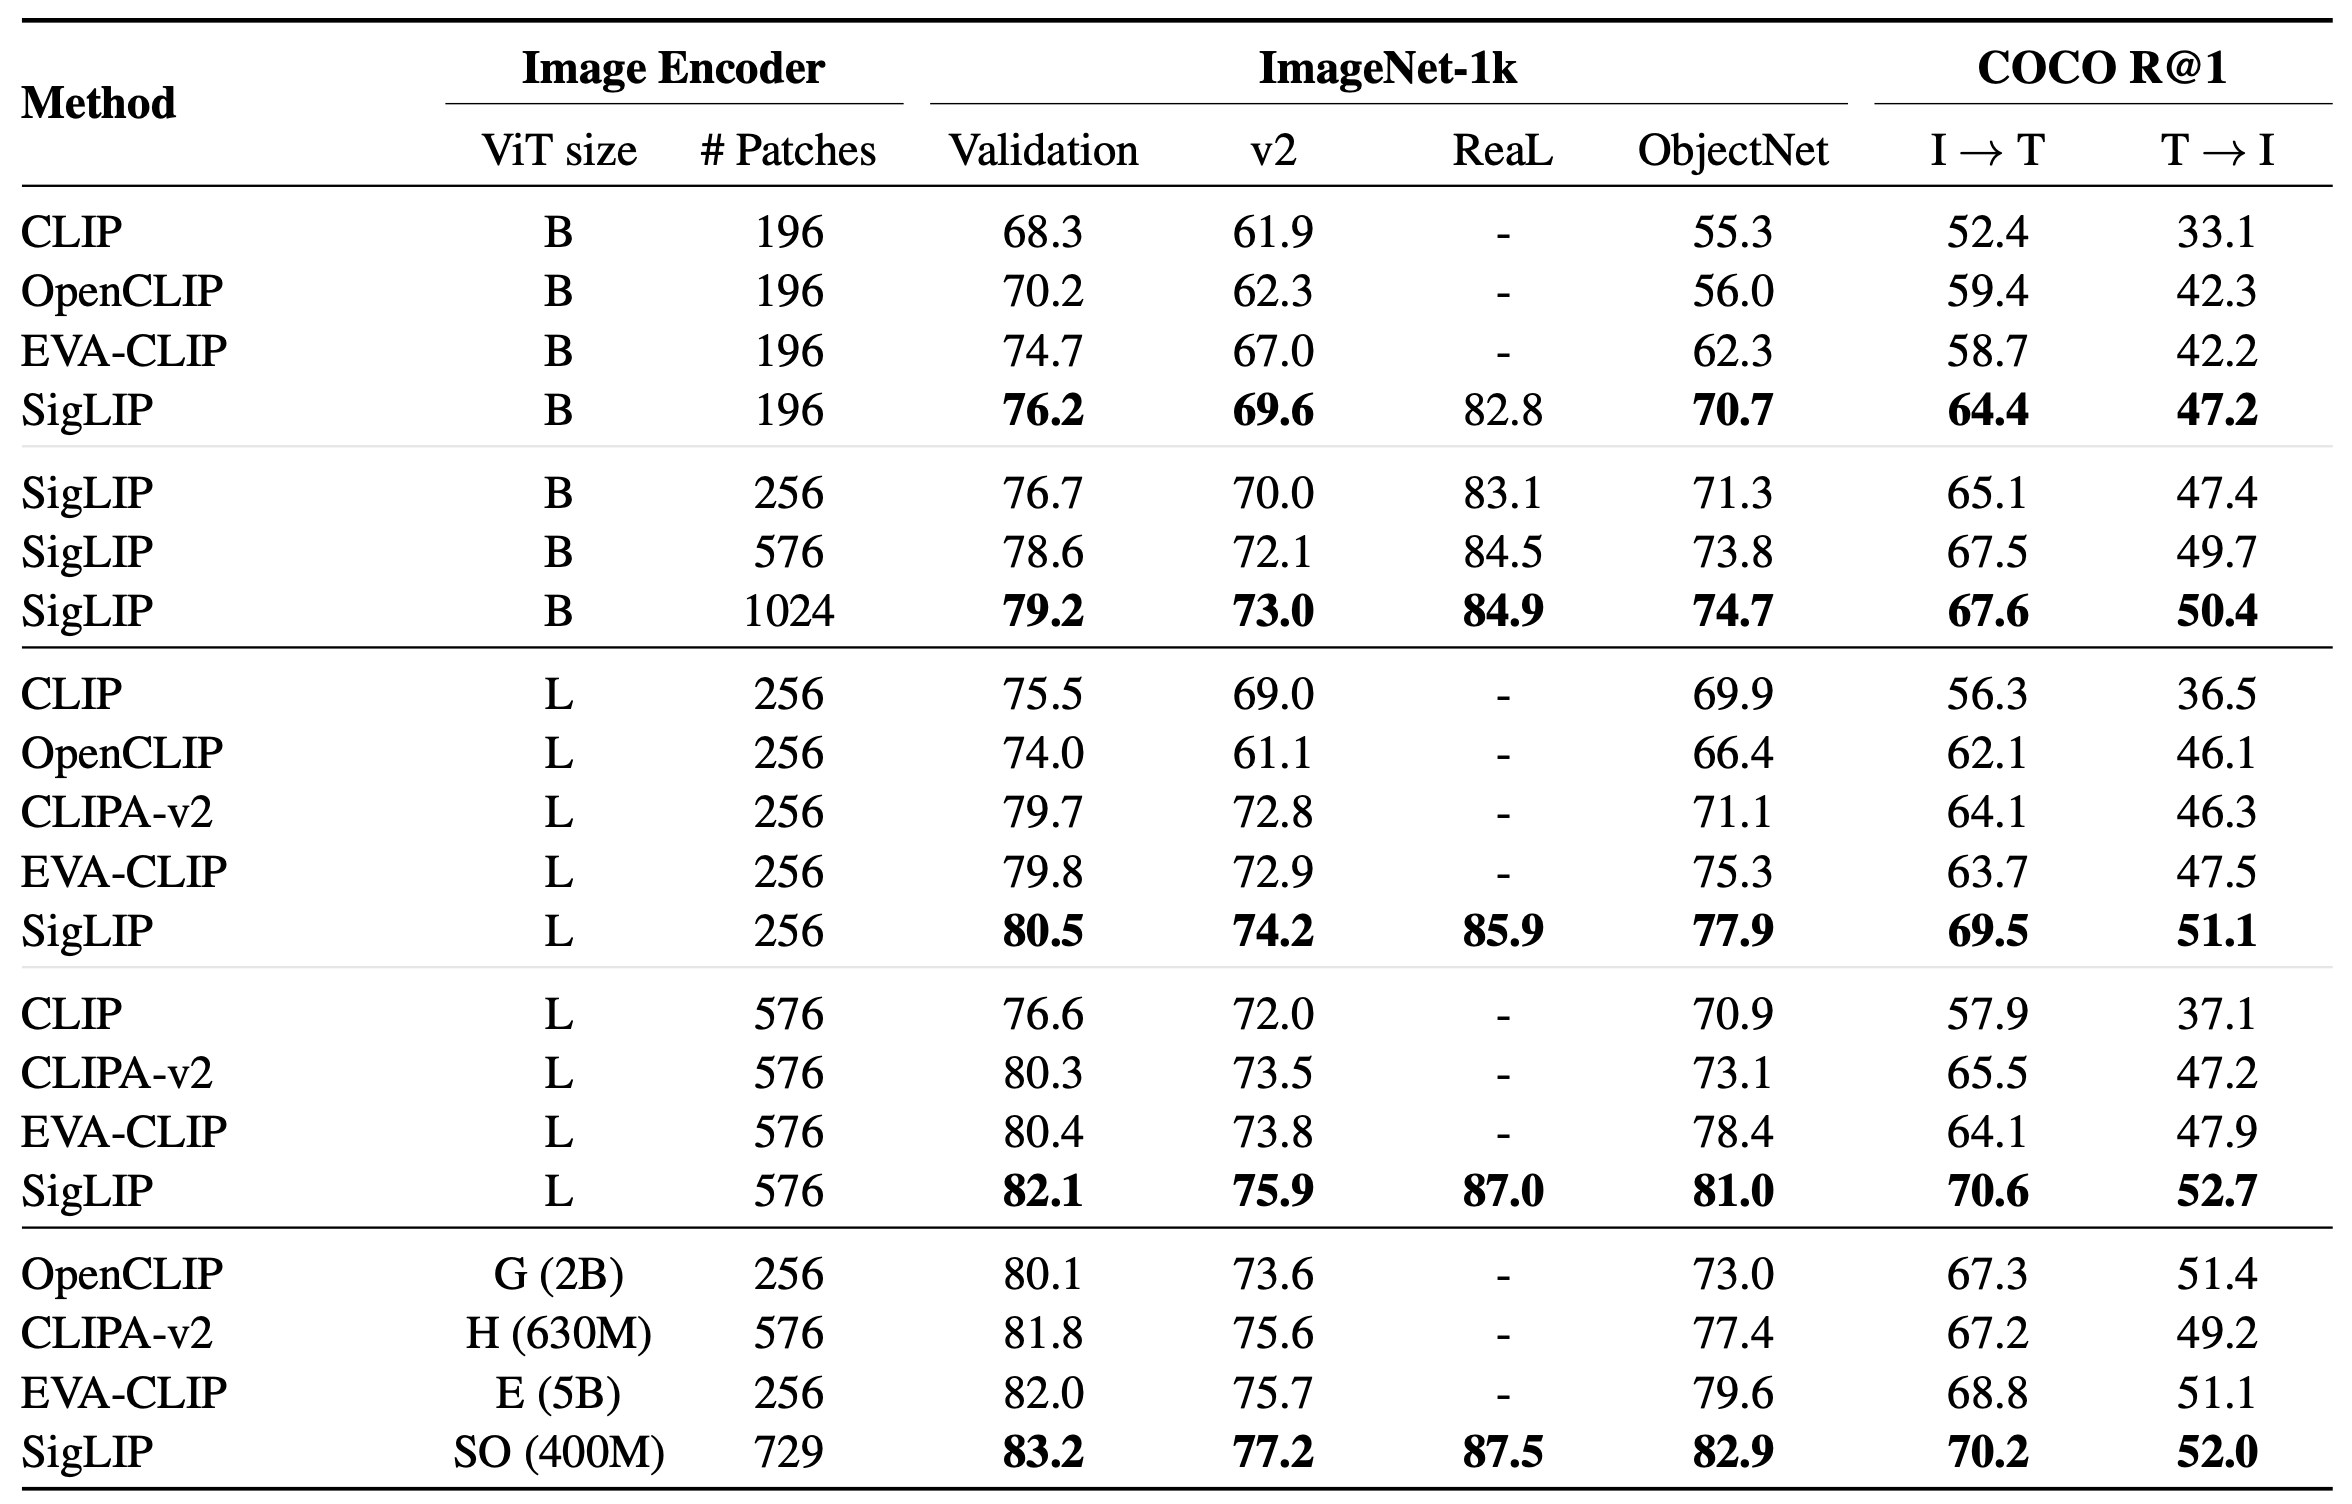 Method Image Encoder ImageNet-1k COCO R@1
ViT size # Patches Validation v2 ReaL ObjectNet I → T T → I
CLIP B 196 68.3 61.9 - 55.3 52.4 33.1
OpenCLIP B 196 70.2 62.3 - 56.0 59.4 42.3
EVA-CLIP B 196 74.7 67.0 - 62.3 58.7 42.2
SigLIP B 196 76.2 69.6 82.8 70.7 64.4 47.2
SigLIP B 256 76.7 70.0 83.1 71.3 65.1 47.4
SigLIP B 576 78.6 72.1 84.5 73.8 67.5 49.7
SigLIP B 1024 79.2 73.0 84.9 74.7 67.6 50.4
CLIP L 256 75.5 69.0 - 69.9 56.3 36.5
OpenCLIP L 256 74.0 61.1 - 66.4 62.1 46.1
CLIPA-v2 L 256 79.7 72.8 - 71.1 64.1 46.3
EVA-CLIP L 256 79.8 72.9 - 75.3 63.7 47.5
SigLIP L 256 80.5 74.2 85.9 77.9 69.5 51.1
CLIP L 576 76.6 72.0 - 70.9 57.9 37.1
CLIPA-v2 L 576 80.3 73.5 - 73.1 65.5 47.2
EVA-CLIP L 576 80.4 73.8 - 78.4 64.1 47.9
SigLIP L 576 82.1 75.9 87.0 81.0 70.6 52.7
OpenCLIP G (2B) 256 80.1 73.6 - 73.0 67.3 51.4
CLIPA-v2 H (630M) 576 81.8 75.6 - 77.4 67.2 49.2
EVA-CLIP E (5B) 256 82.0 75.7 - 79.6 68.8 51.1
SigLIP SO (400M) 729 83.2 77.2 87.5 82.9 70.2 52.0